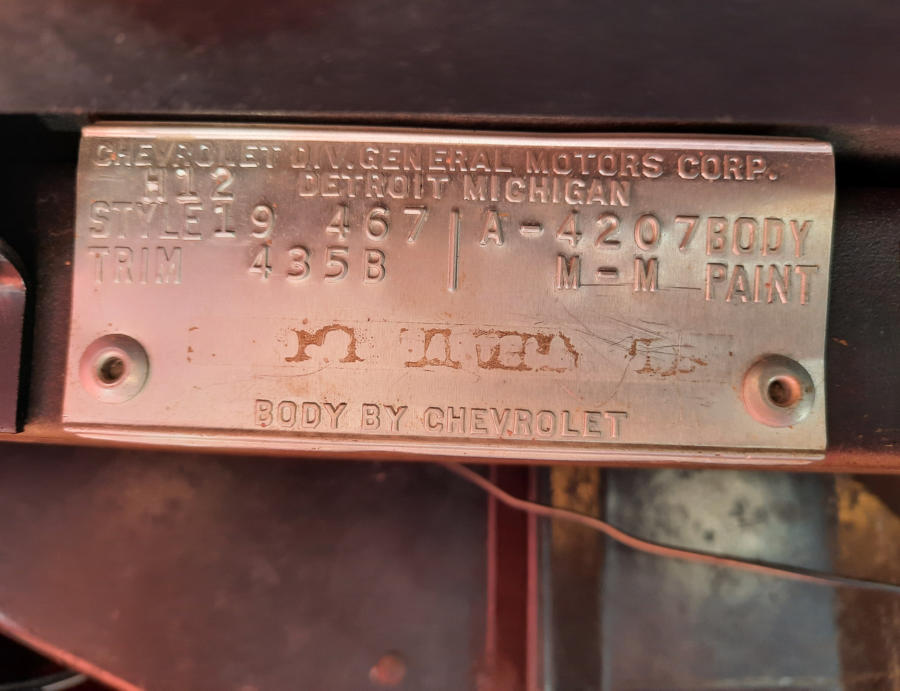 CHEVROLET DIV. GENERAL MOTORS CORP.
H12 DETROIT MICHIGAN
STYLE 19 467 | A-4207 BODY
TRIM 435B | M-M PAINT
BODY BY CHEVROLET